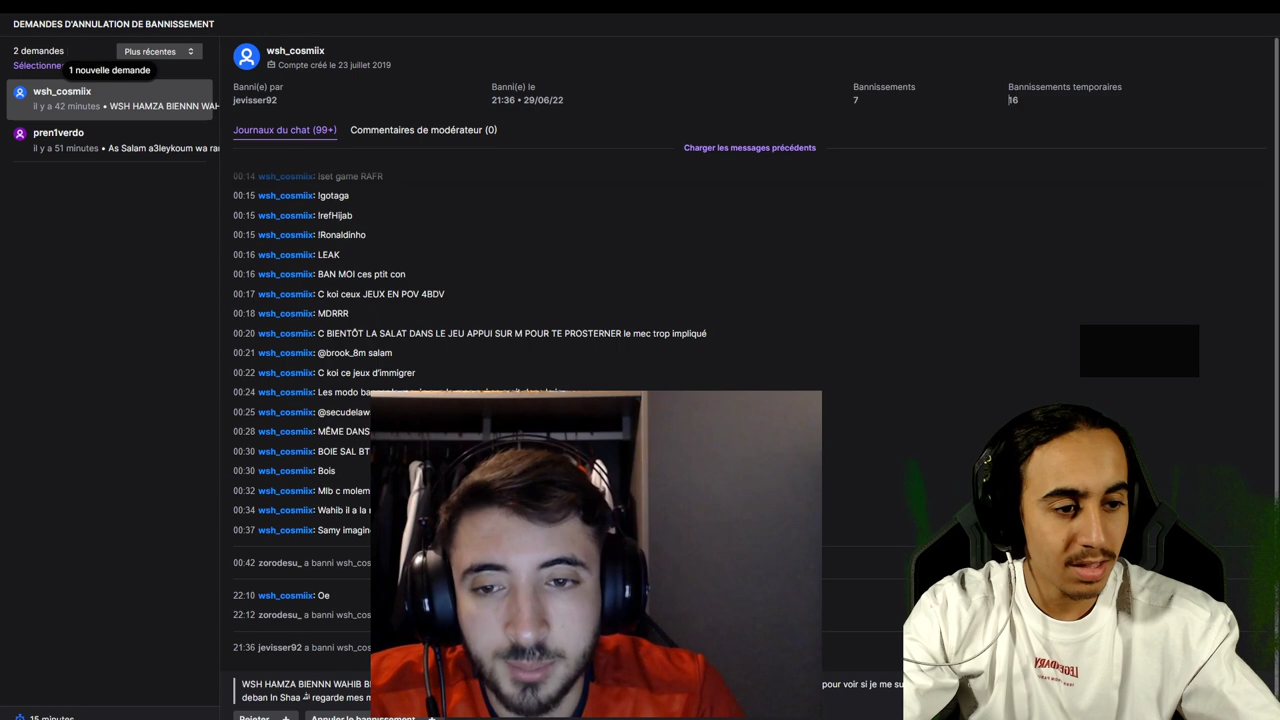 DEMANDES D'ANNULATION DE BANNISSEMENT
2 demandes
Plus récentes
Sélectionne
1 nouvelle demande
wsh_cosmiix
il y a 42 minutes • WSH HAMZA BIENNN WAH
pren1verdo
il y a 51 minutes • As Salam a3leykoum wa ra
15 minutes
wsh_cosmiix
Compte créé le 23 juillet 2019
Banni(e) par
jevisser92
Banni(e) le
21:36 • 29/06/22
Bannissements
7
Bannissements temporaires
16
Journaux du chat (99+)
Commentaires de modérateur (0)
Charger les messages précédents
00:14 wsh_cosmiix: !set game RAFR
00:15 wsh_cosmiix: !gotaga
00:15 wsh_cosmiix: !refHijab
00:15 wsh_cosmiix: !Ronaldinho
00:16 wsh_cosmiix: LEAK
00:16 wsh_cosmiix: BAN MOI ces ptit con
00:17 wsh_cosmiix: C koi ceux JEUX EN POV 4BDV
00:18 wsh_cosmiix: MDRRR
00:20 wsh_cosmiix: C BIENTÔT LA SALAT DANS LE JEU APPUI SUR M POUR TE PROSTERNER le mec trop impliqué
00:21 wsh_cosmiix: @brook_8m salam
00:22 wsh_cosmiix: C koi ce jeux d'immigrer
00:24 wsh_cosmiix: Les modo
00:25 wsh_cosmiix: @secudelaw
00:28 wsh_cosmiix: MÊME DANS
00:30 wsh_cosmiix: BOIE SAL BT
00:30 wsh_cosmiix: Bois
00:32 wsh_cosmiix: Mlb c molem
00:34 wsh_cosmiix: Wahib il a la
00:37 wsh_cosmiix: Samy imagin
00:42 zorodesu_ a banni wsh_cos
22:10 wsh_cosmiix: Oe
22:12 zorodesu_ a banni wsh_cos
21:36 jevisser92 a banni wsh_cos
WSH HAMZA BIENNN WAHIB B
pour voir si je me su
deban In Shaa ﷲ regarde mes m
Rejeter
Annuler le bannissement
LEGENDARY